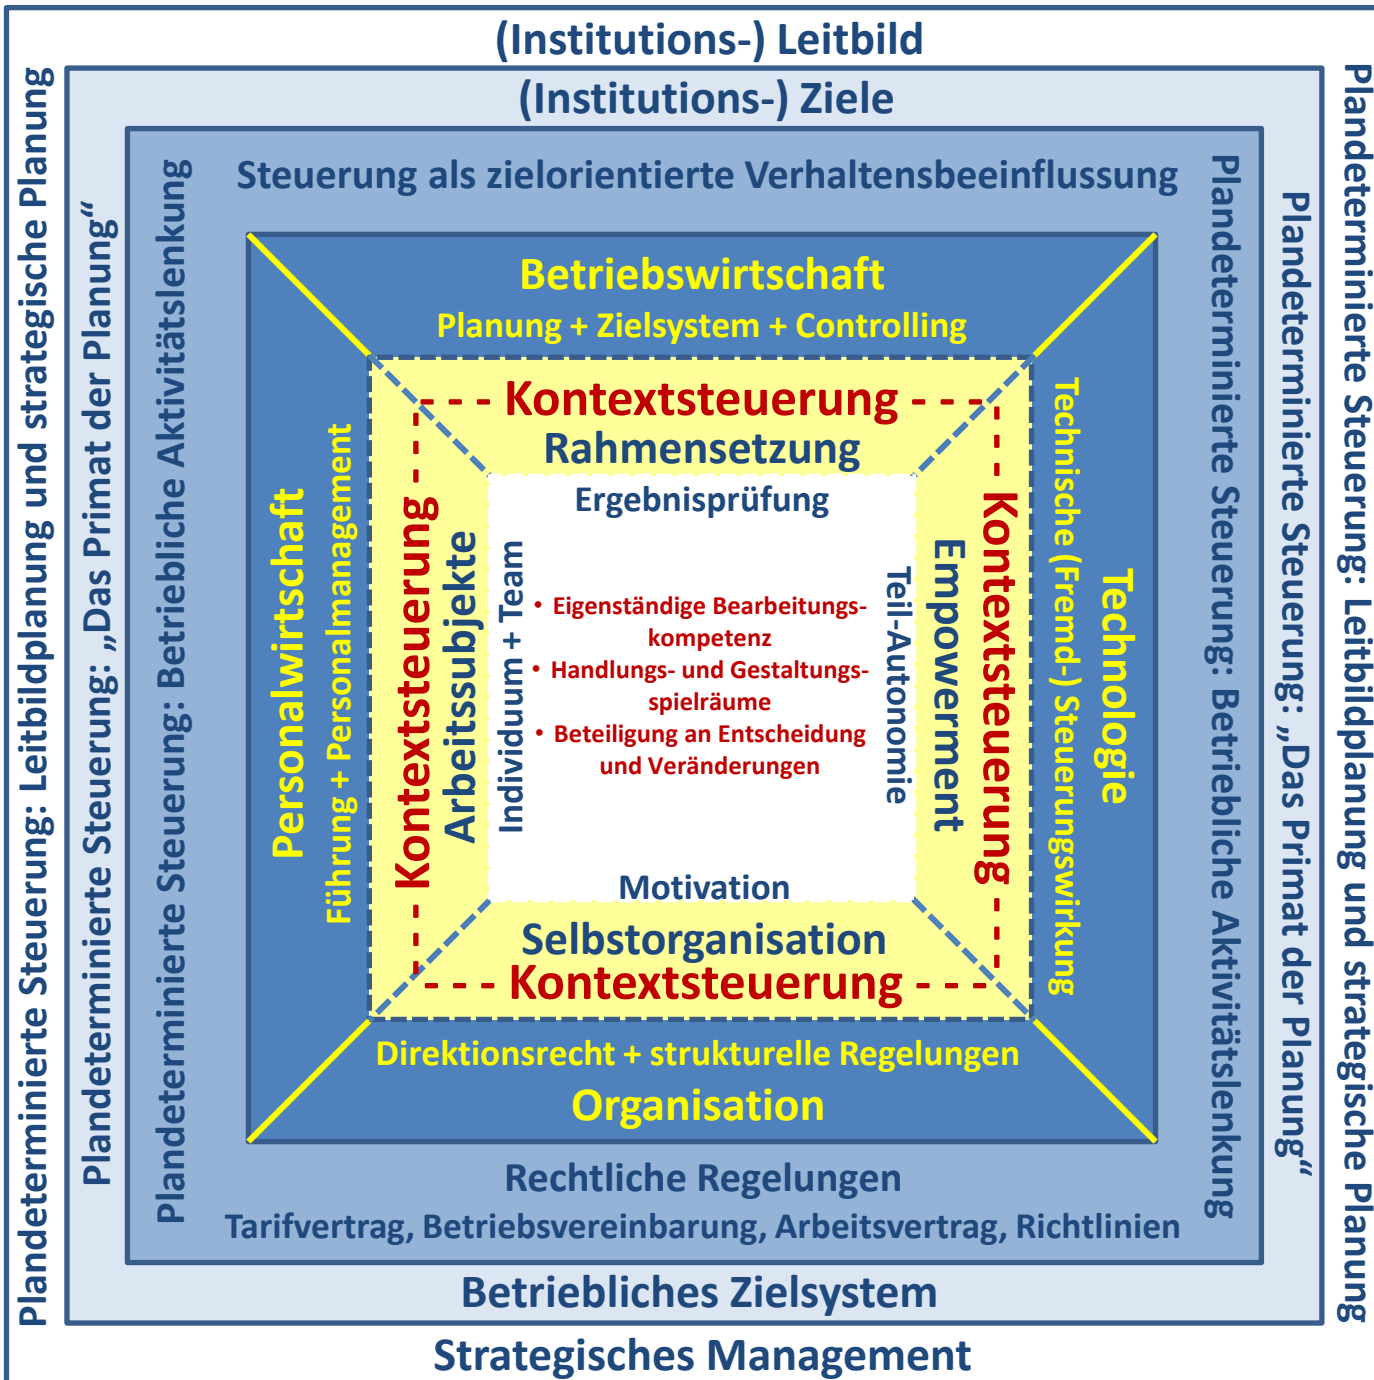 (Institutions-) Leitbild
(Institutions-) Ziele
Steuerung als zielorientierte Verhaltensbeeinflussung
Plandeterminierte Steuerung: Leitbildplanung und strategische Planung
Plandeterminierte Steuerung: „Das Primat der Planung“
Plandeterminierte Steuerung: Betriebliche Aktivitätslenkung
Betriebswirtschaft
Planung + Zielsystem + Controlling
Personalwirtschaft
Führung + Personalmanagement
Kontextsteuerung
Rahmensetzung
Ergebnisprüfung
Kontextsteuerung
Arbeitssubjekte
Individuum + Team
• Eigenständige Bearbeitungs-
kompetenz
• Handlungs- und Gestaltungs-
spielräume
• Beteiligung an Entscheidung
und Veränderungen
Teil-Autonomie
Empowerment
Kontextsteuerung
Motivation
Selbstorganisation
Kontextsteuerung
Technische (Fremd-) Steuerungswirkung
Technologie
Direktionsrecht + strukturelle Regelungen
Organisation
Plandeterminierte Steuerung: Betriebliche Aktivitätslenkung
Plandeterminierte Steuerung: „Das Primat der Planung“
Plandeterminierte Steuerung: Leitbildplanung und strategische Planung
Rechtliche Regelungen
Tarifvertrag, Betriebsvereinbarung, Arbeitsvertrag, Richtlinien
Betriebliches Zielsystem
Strategisches Management